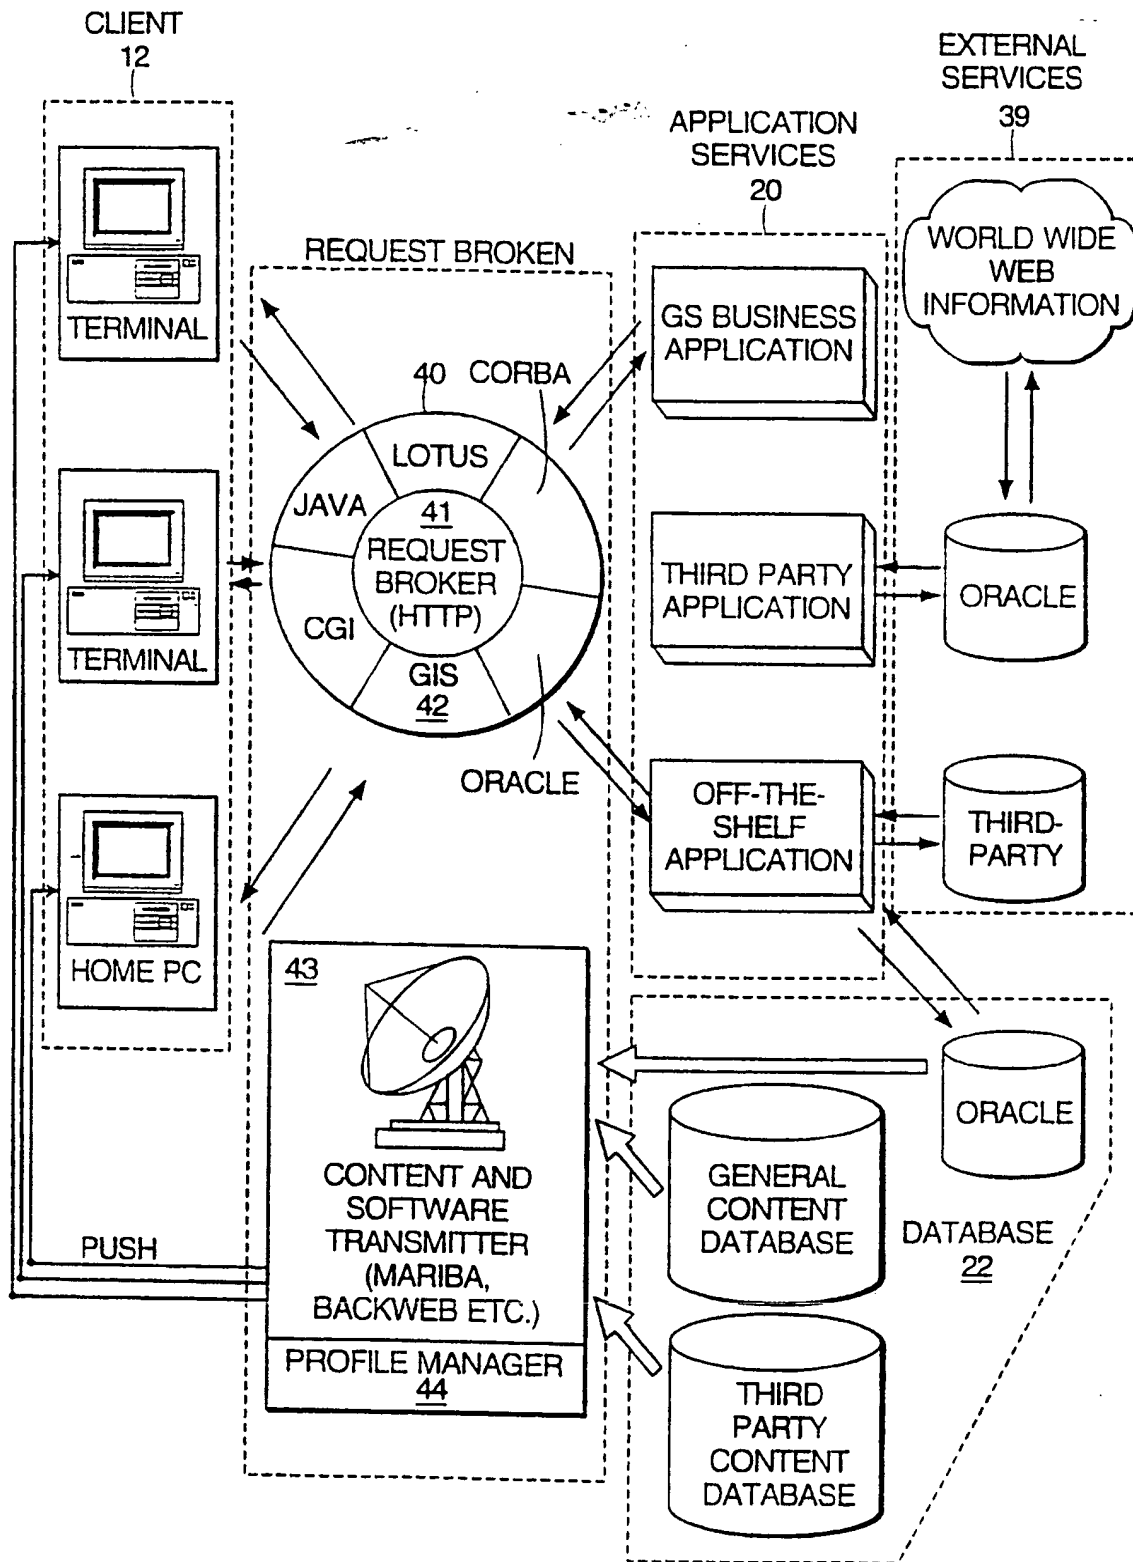 CLIENT
12
EXTERNAL
SERVICES
39
APPLICATION
SERVICES
20
REQUEST BROKEN
TERMINAL
TERMINAL
HOME PC
PUSH
40
CORBA
LOTUS
JAVA
41
REQUEST
BROKER
(HTTP)
CGI
GIS
42
ORACLE
GS BUSINESS
APPLICATION
THIRD PARTY
APPLICATION
OFF-THE-
SHELF
APPLICATION
WORLD WIDE
WEB
INFORMATION
ORACLE
THIRD-
PARTY
43
CONTENT AND
SOFTWARE
TRANSMITTER
(MARIBA,
BACKWEB ETC.)
PROFILE MANAGER
44
ORACLE
GENERAL
CONTENT
DATABASE
DATABASE
22
THIRD
PARTY
CONTENT
DATABASE